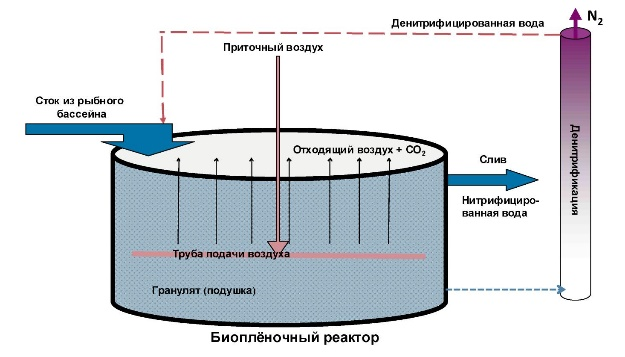 Денитрифицированная вода
N2
Приточный воздух
Сток из рыбного
бассейна
Отходящий воздух + CO2
Слив
Нитрифициро-
ванная вода
Денитрификация
Труба подачи воздуха
Гранулят (подушка)
Биоплёночный реактор